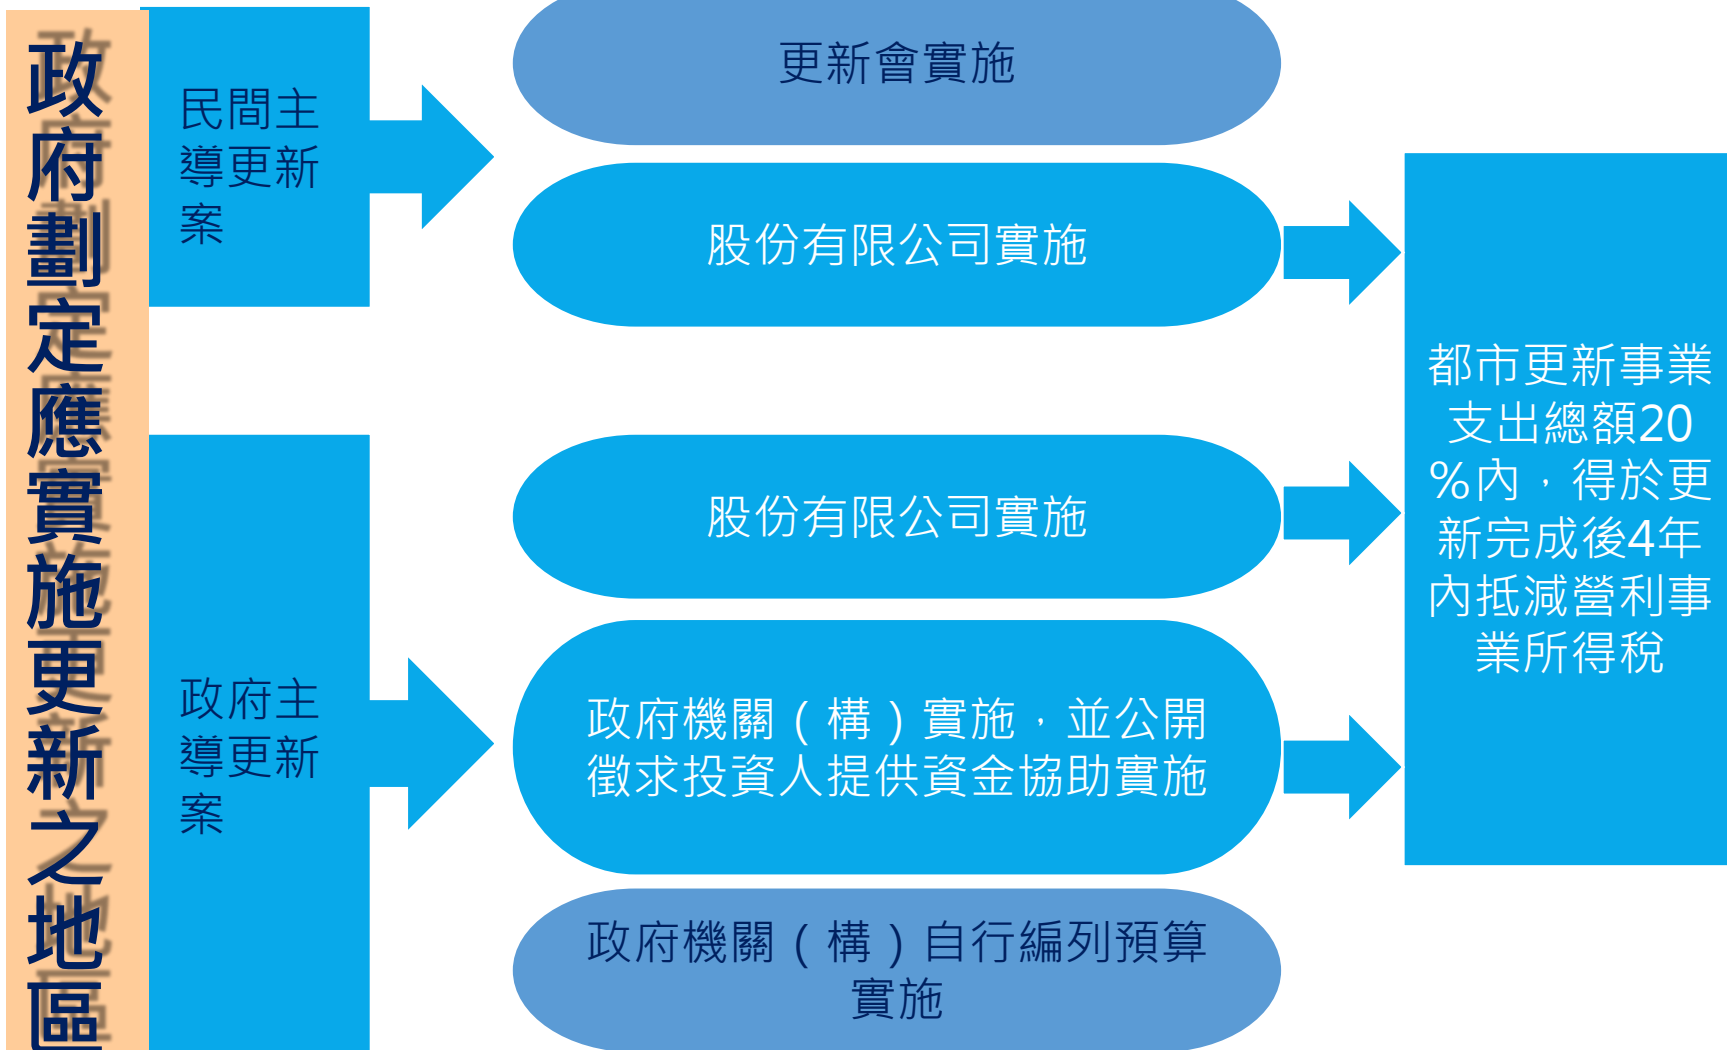 政府劃定應實施更新之地區
民間主
導更新
案
更新會實施
股份有限公司實施
政府主
導更新
案
股份有限公司實施
政府機關（構）實施，並公開
徵求投資人提供資金協助實施
政府機關（構）自行編列預算
實施
都市更新事業
支出總額20
%內，得於更
新完成後4年
內抵減營利事
業所得稅